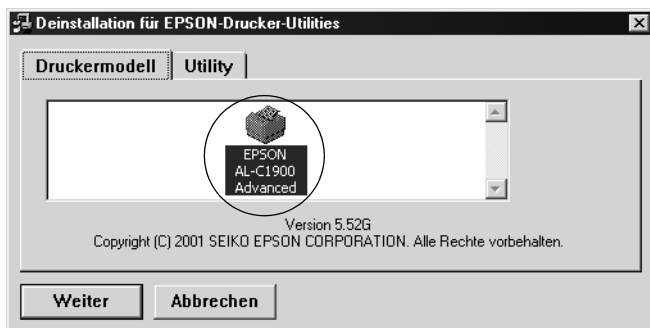 Deinstallation für EPSON-Drucker-Utilities
Druckermodell
Utility
EPSON
AL-C1900
Advanced
Version 5.52G
Copyright (C) 2001 SEIKO EPSON CORPORATION. Alle Rechte vorbehalten.
Weiter
Abbrechen